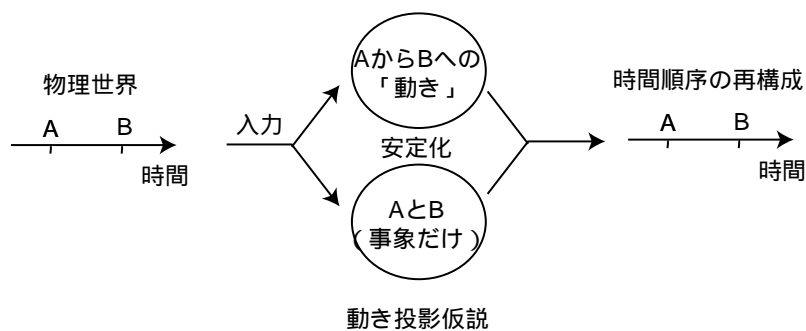 物理世界
A B
時間
入力
AからBへの
「動き」
安定化
AとB
(事象だけ)
時間順序の再構成
A B
時間
動き投影仮説